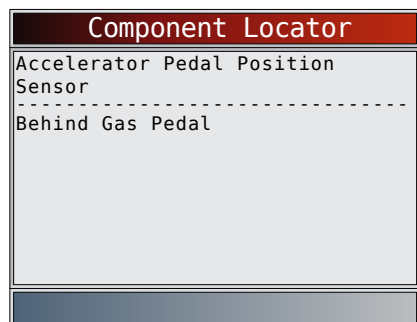 Component Locator
Accelerator Pedal Position
Sensor
--------------------------------
Behind Gas Pedal